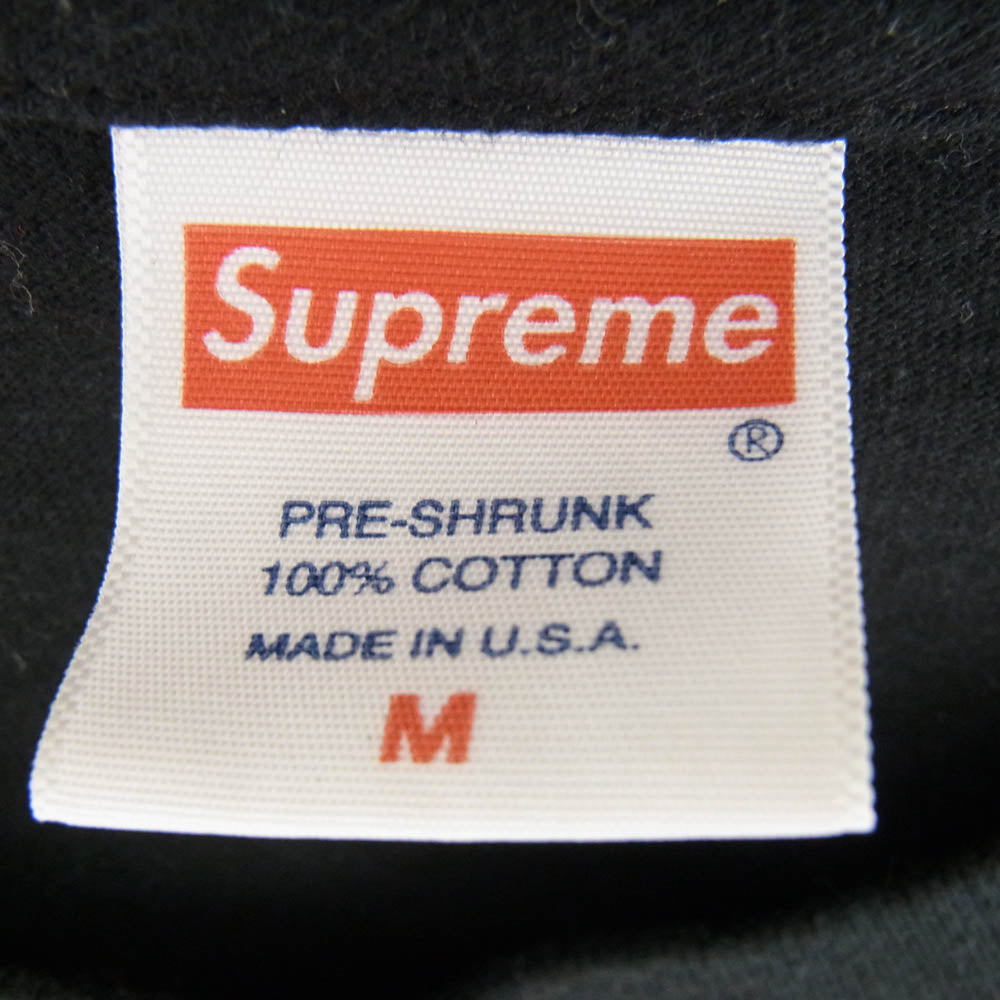 Supreme
®
PRE-SHRUNK
100% COTTON
MADE IN U.S.A.
M